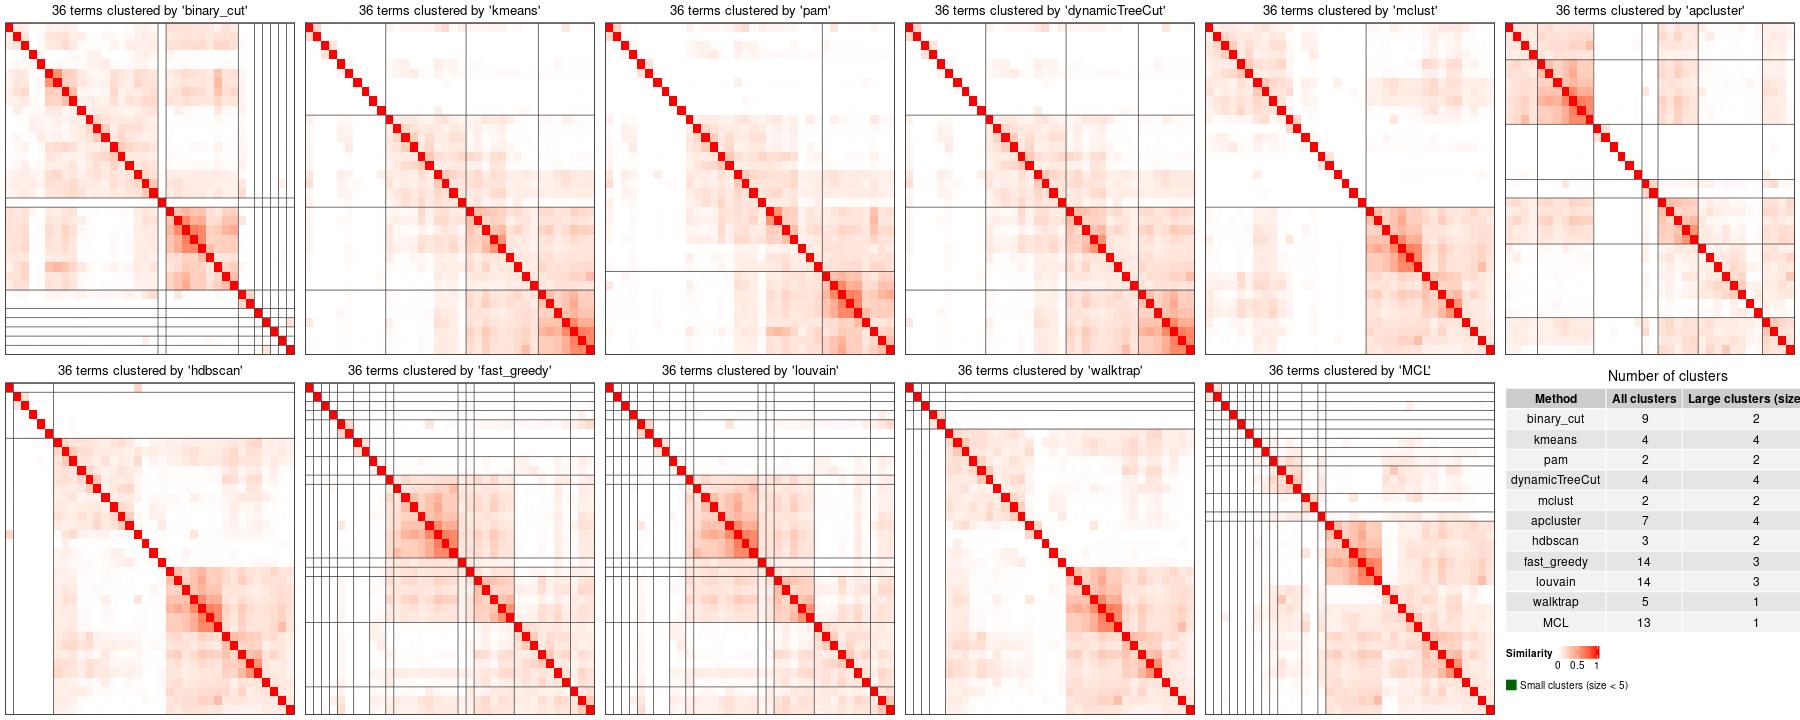 36 terms clustered by 'binary_cut'
36 terms clustered by 'kmeans'
36 terms clustered by 'pam'
36 terms clustered by 'dynamicTreeCut'
36 terms clustered by 'mclust'
36 terms clustered by 'apcluster'
36 terms clustered by 'hdbscan'
36 terms clustered by 'fast_greedy'
36 terms clustered by 'louvain'
36 terms clustered by 'walktrap'
36 terms clustered by 'MCL'
Number of clusters
Method All clusters Large clusters (size
binary_cut 9 2
kmeans 4 4
pam 2 2
dynamicTreeCut 4 4
mclust 2 2
apcluster 7 4
hdbscan 3 2
fast_greedy 14 3
louvain 14 3
walktrap 5 1
MCL 13 1
Similarity
0 0.5 1
Small clusters (size < 5)